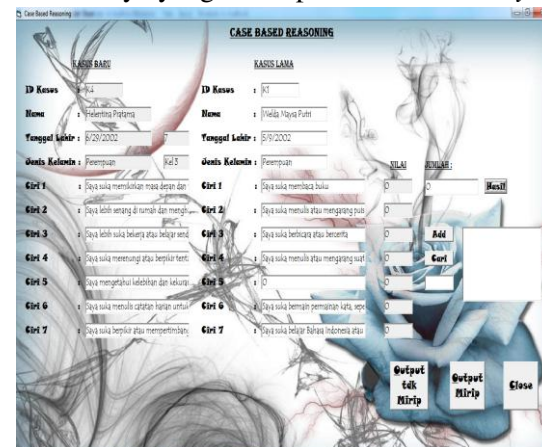 Case Based Reasoning
CASE BASED REASONING
KASUS BARU KASUS LAMA
ID Kasus : K4 ID Kasus : K1
Nama : Helentina Pratama Nama : Welda Maysa Putri
Tanggal Lahir : 6/29/2002 7 Tanggal Lahir : 5/9/2002
Jenis Kelamin : Perempuan Kel 3 Jenis Kelamin : Perempuan NILAI JUMLAH :
Ciri 1 : Saya suka memikirkan masa depan dan Ciri 1 : Saya suka membaca buku 0 0 Hasil
Ciri 2 : Saya lebih senang di rumah dan mengh Ciri 2 : Saya suka menulis atau mengarang puis 0
Ciri 3 : Saya lebih suka bekerja atau belajar send Ciri 3 : Saya suka berbicara atau bercerita 0 Add
Ciri 4 : Saya suka merenungi atau berpikir tent Ciri 4 : Saya suka menulis atau mengarang suat 0 Cari
Ciri 5 : Saya mengetahui kelebihan dan kekuran Ciri 5 : 0 0
Ciri 6 : Saya suka menulis catatan harian untuk Ciri 6 : Saya suka bermain permainan kata, sepe 0
Ciri 7 : Saya suka berpikir atau mempertimbang Ciri 7 : Saya suka belajar Bahasa Indonesia atau 0
Output tdk Mirip Output Mirip Close